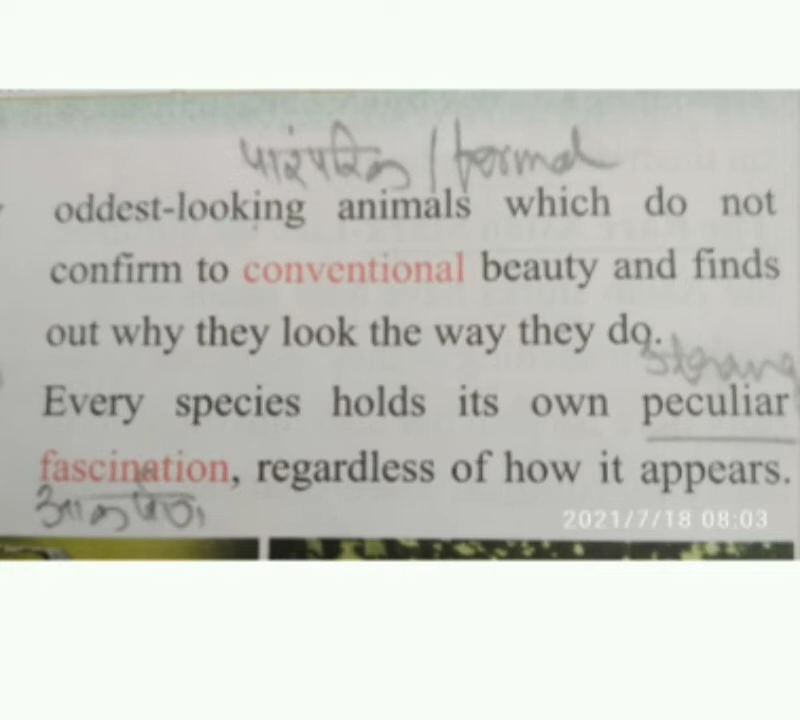 पारंपरिक / formal
oddest-looking animals which do not
confirm to conventional beauty and finds
out why they look the way they do.
strang
Every species holds its own peculiar
fascination, regardless of how it appears.
आकर्षण
2021/7/18 08:03